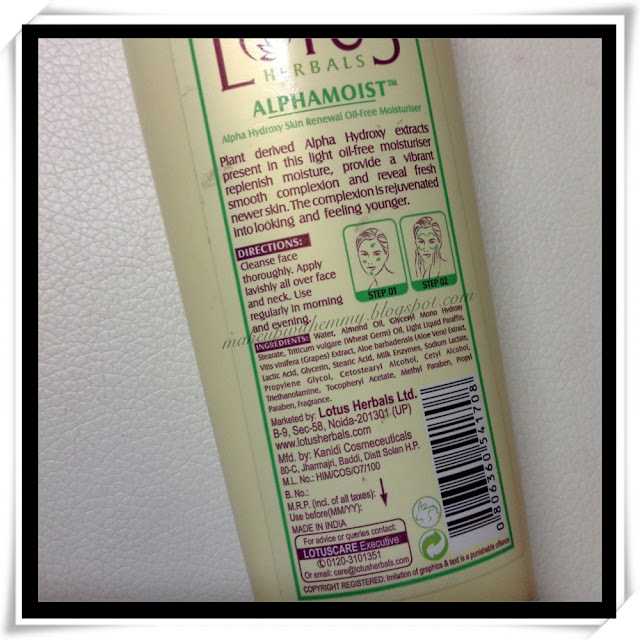 LOTUS
HERBALS
ALPHAMOIST™
Alpha Hydroxy Skin Renewal Oil-Free Moisturiser
Plant derived Alpha Hydroxy extracts
present in this light oil-free moisturiser
replenish moisture, provide a vibrant
smooth complexion and reveal fresh
newer skin. The complexion is rejuvenated
into looking and feeling younger.
DIRECTIONS:
Cleanse face
thoroughly. Apply
lavishly all over face
and neck. Use
regularly in morning
and evening.
STEP 01
STEP 02
makeupwithemmy.blogspot.com
INGREDIENTS: Water, Almond Oil, Glyceryl Mono Hydroxy
Stearate, Triticum vulgare (Wheat Germ) Oil, Light Liquid Paraffin,
Vitis vinifera (Grapes) Extract, Aloe barbadensis (Aloe Vera) Extract,
Lactic Acid, Glycerin, Stearic Acid, Milk Enzymes, Sodium Lactate,
Propylene Glycol, Cetostearyl Alcohol, Cetyl Alcohol,
Triethanolamine, Tocopheryl Acetate, Methyl Paraben, Propyl
Paraben, Fragrance.
Marketed by: Lotus Herbals Ltd.
B-9, Sec-58, Noida-201301 (UP)
www.lotusherbals.com
Mfd. by: Kanidi Cosmeceuticals
80-C, Jharmajri, Baddi, Distt Solan H.P.
M.L. No.: HIM/COS/O7/100
B. No.:
M.R.P. (incl. of all taxes):
Use before(MM/YY):
MADE IN INDIA
For advice or queries contact:
LOTUSCARE Executive
0120-3101351
Or email: care@lotusherbals.com
COPYRIGHT REGISTERED: Imitation of graphics & text is a punishable offence
0806360541708